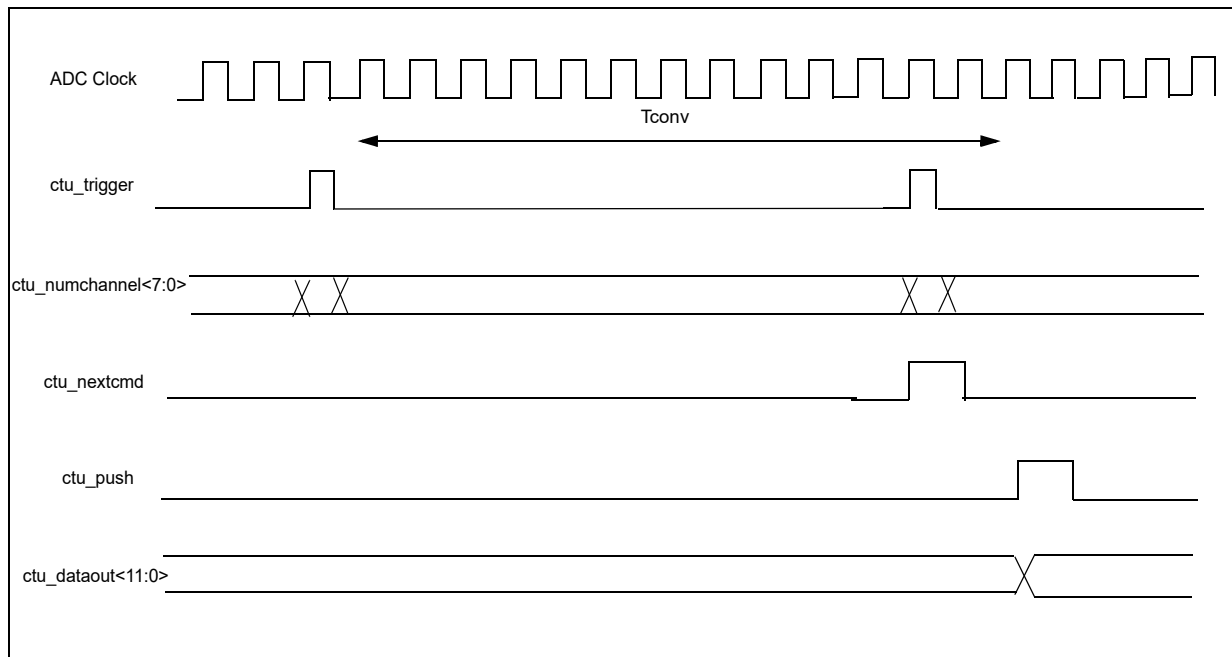 ADC Clock
Tconv
ctu_trigger
ctu_numchannel<7:0>
ctu_nextcmd
ctu_push
ctu_dataout<11:0>